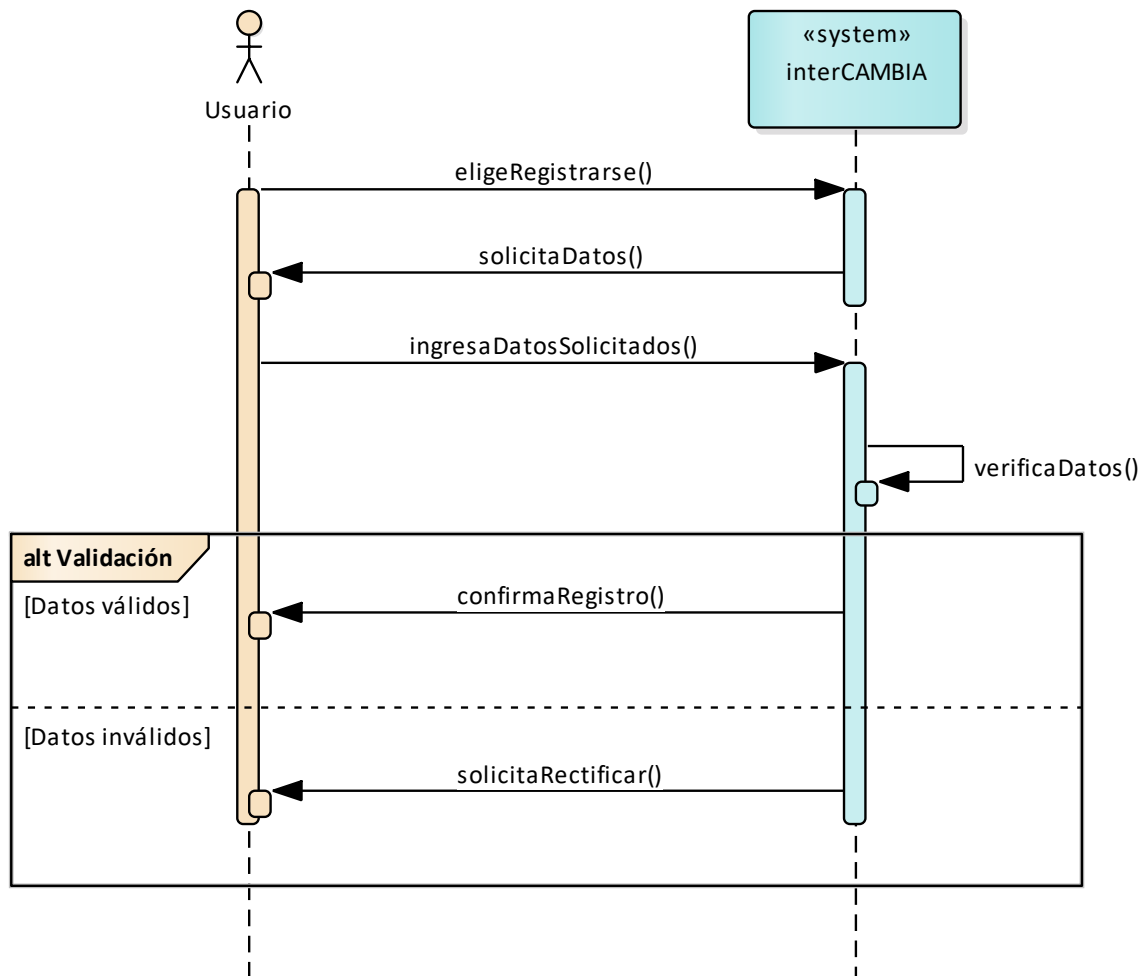 «system»
interCAMBIA
Usuario
eligeRegistrarse()
solicitaDatos()
ingresaDatosSolicitados()
verificaDatos()
alt Validación
[Datos válidos]
confirmaRegistro()
[Datos inválidos]
solicitaRectificar()